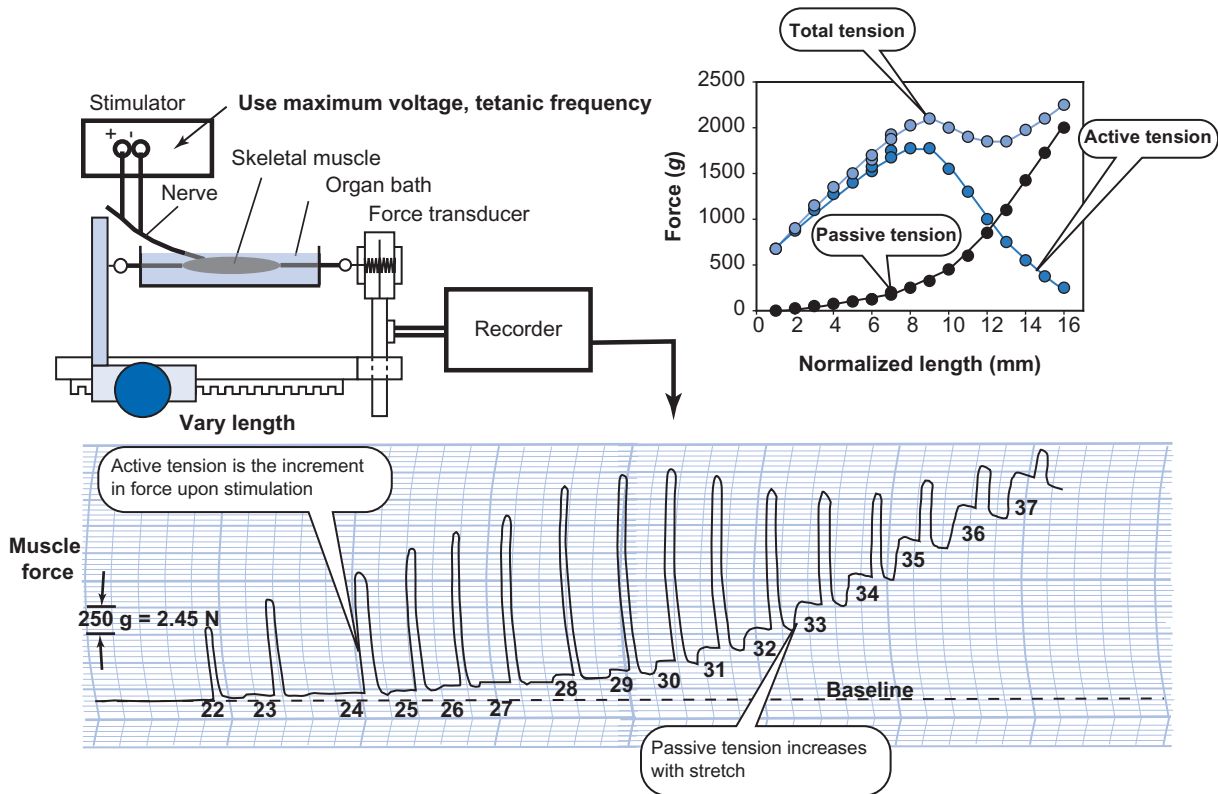 Stimulator
Use maximum voltage, tetanic frequency
+ -
Skeletal muscle
Organ bath
Nerve
Force transducer
Recorder
Vary length
Total tension
2500
2000
1500
1000
500
0
Force (g)
Active tension
Passive tension
0 2 4 6 8 10 12 14 16
Normalized length (mm)
Active tension is the increment
in force upon stimulation
Muscle
force
250 g = 2.45 N
22 23 24 25 26 27 28 29 30 31 32 33 34 35 36 37
Baseline
Passive tension increases
with stretch